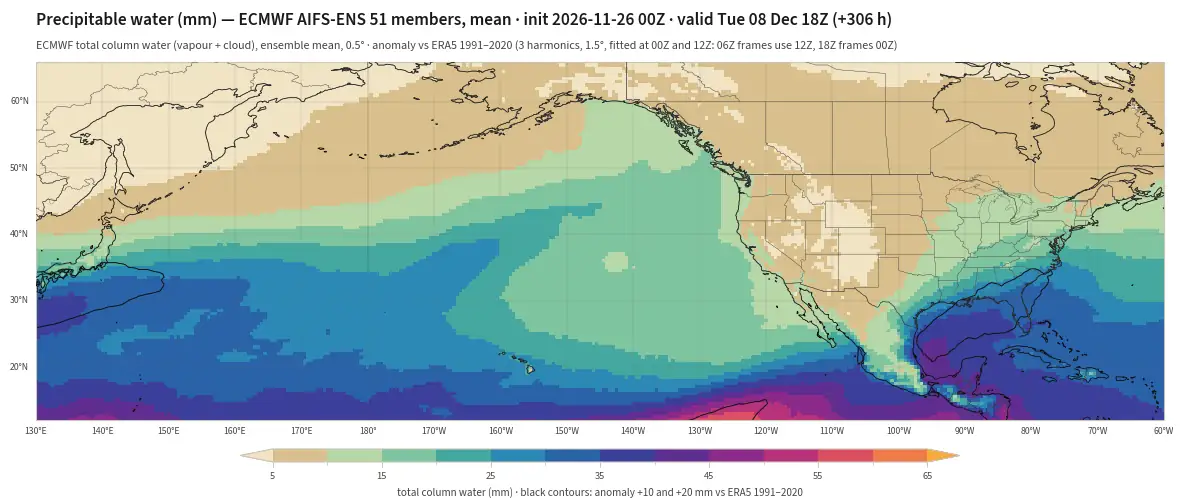 Precipitable water (mm) — ECMWF AIFS-ENS 51 members, mean · init 2026-11-26 00Z · valid Tue 08 Dec 18Z (+306 h)
ECMWF total column water (vapour + cloud), ensemble mean, 0.5° · anomaly vs ERA5 1991–2020 (3 harmonics, 1.5°, fitted at 00Z and 12Z: 06Z frames use 12Z, 18Z frames 00Z)
60°N
50°N
40°N
30°N
20°N
130°E 140°E 150°E 160°E 170°E 180° 170°W 160°W 150°W 140°W 130°W 120°W 110°W 100°W 90°W 80°W 70°W 60°W
5 15 25 35 45 55 65
total column water (mm) · black contours: anomaly +10 and +20 mm vs ERA5 1991–2020